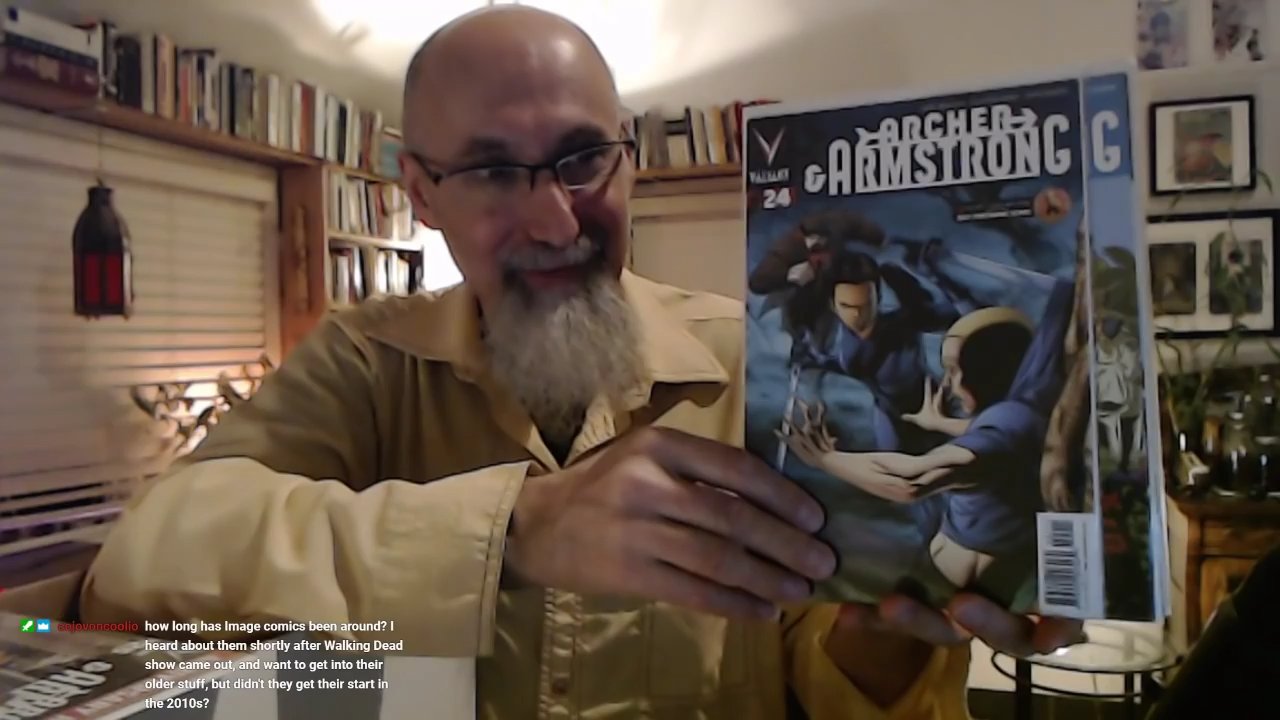 ARCHER
& ARMSTRONG
G
VALIANT
24
how long has Image comics been around? I
heard about them shortly after Walking Dead
show came out, and want to get into their
older stuff, but didn't they get their start in
the 2010s?